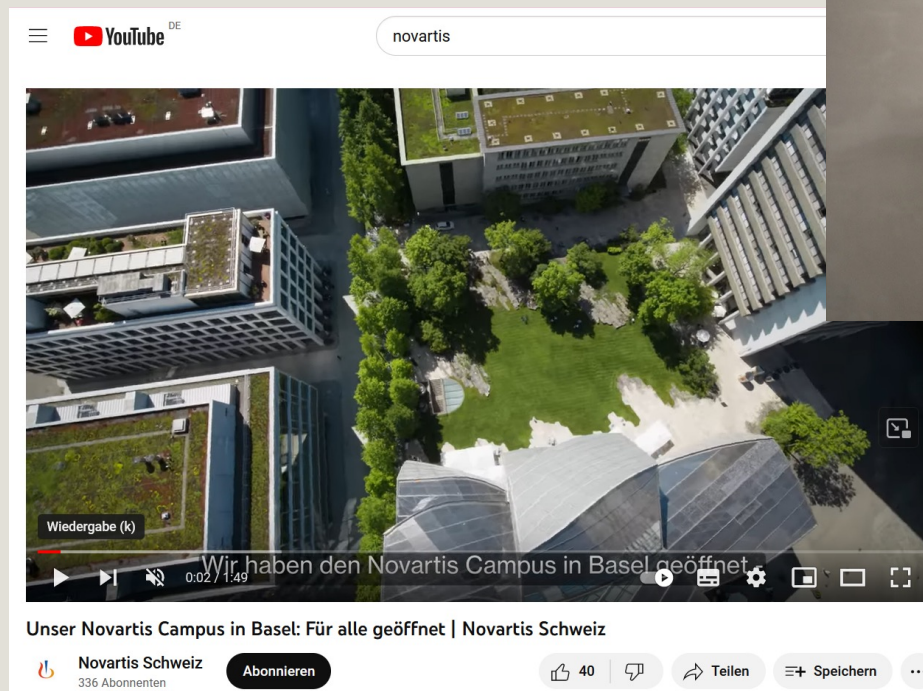 YouTube DE
novartis
Wiedergabe (k)
Wir haben den Novartis Campus in Basel geöffnet
0:02 / 1:49
Unser Novartis Campus in Basel: Für alle geöffnet | Novartis Schweiz
Novartis Schweiz
336 Abonnenten
Abonnieren
40
Teilen
Speichern